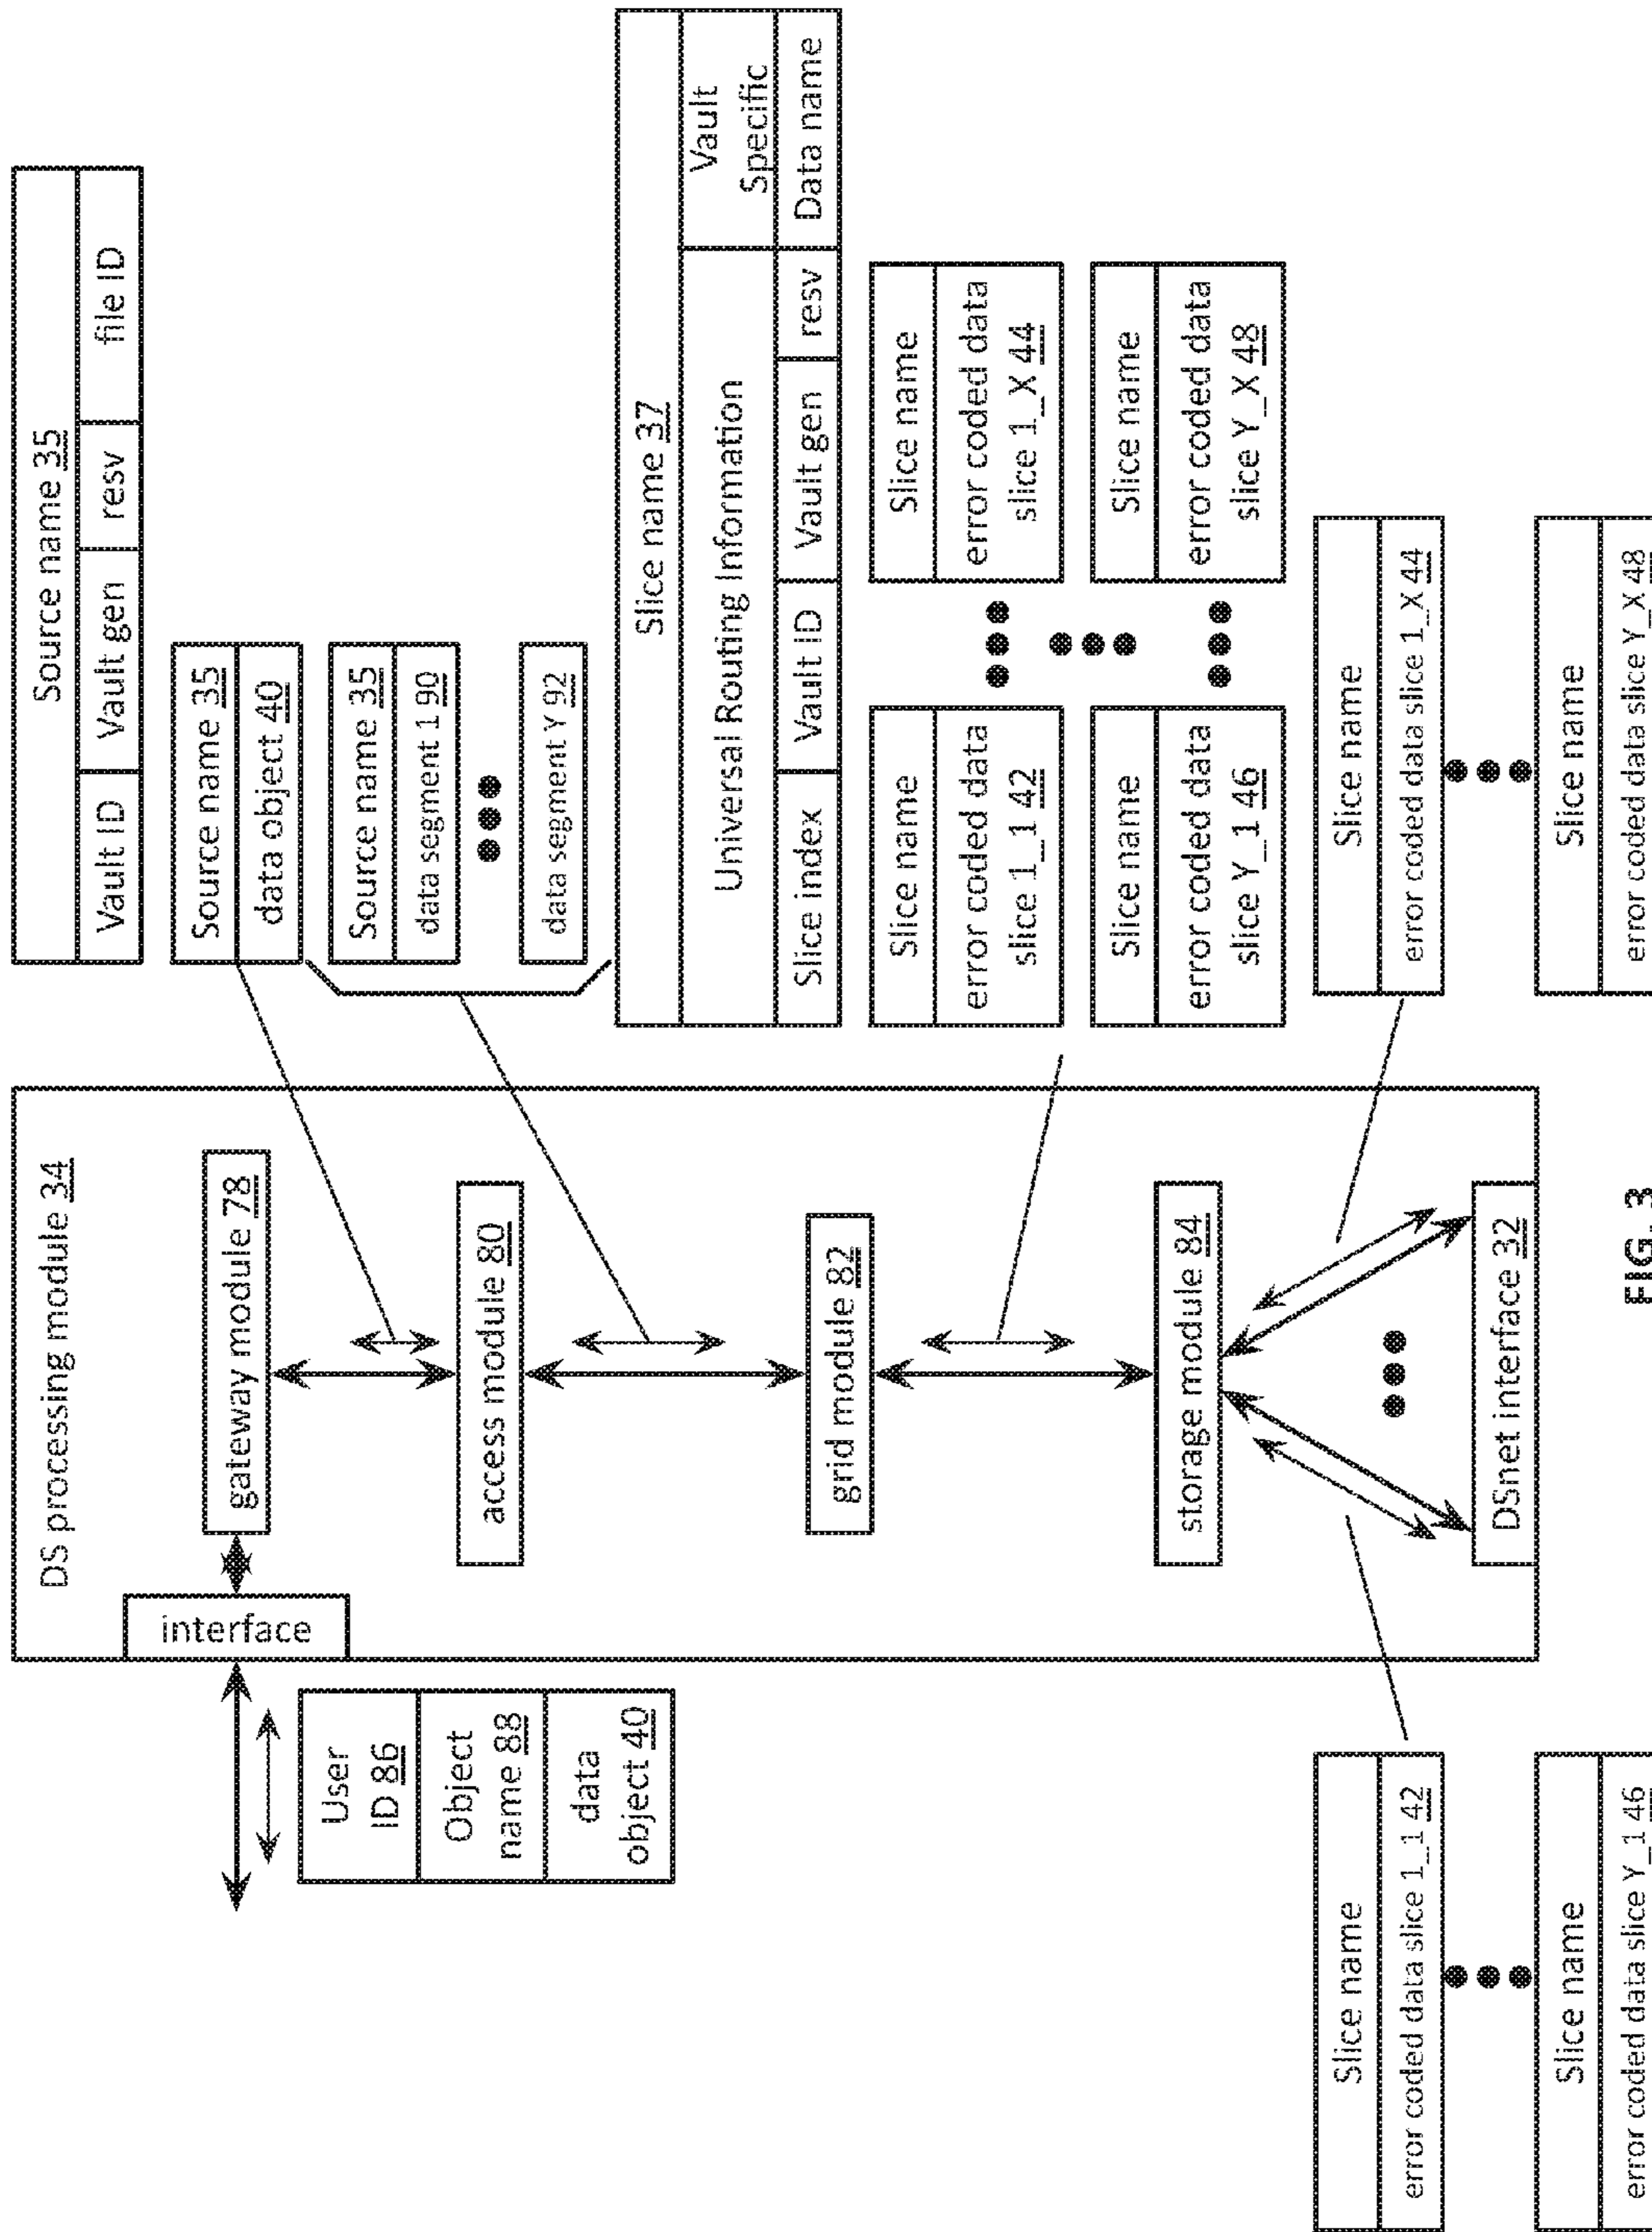 DS processing module 34
interface
gateway module 78
access module 80
grid module 82
storage module 84
DSnet interface 32
User
ID 86
Object
name 88
data
object 40
Source name 35
Vault ID
Vault gen
resv
file ID
Source name 35
data object 40
Source name 35
data segment 1 90
data segment Y 92
Slice name 37
Universal Routing Information
Vault
Specific
Slice index
Vault ID
Vault gen
resv
Data name
Slice name
error coded data
slice 1_1 42
Slice name
error coded data
slice 1_X 44
Slice name
error coded data
slice Y_1 46
Slice name
error coded data
slice Y_X 48
Slice name
error coded data slice 1_1 42
Slice name
error coded data slice Y_1 46
Slice name
error coded data slice 1_X 44
Slice name
error coded data slice Y_X 48
FIG. 3